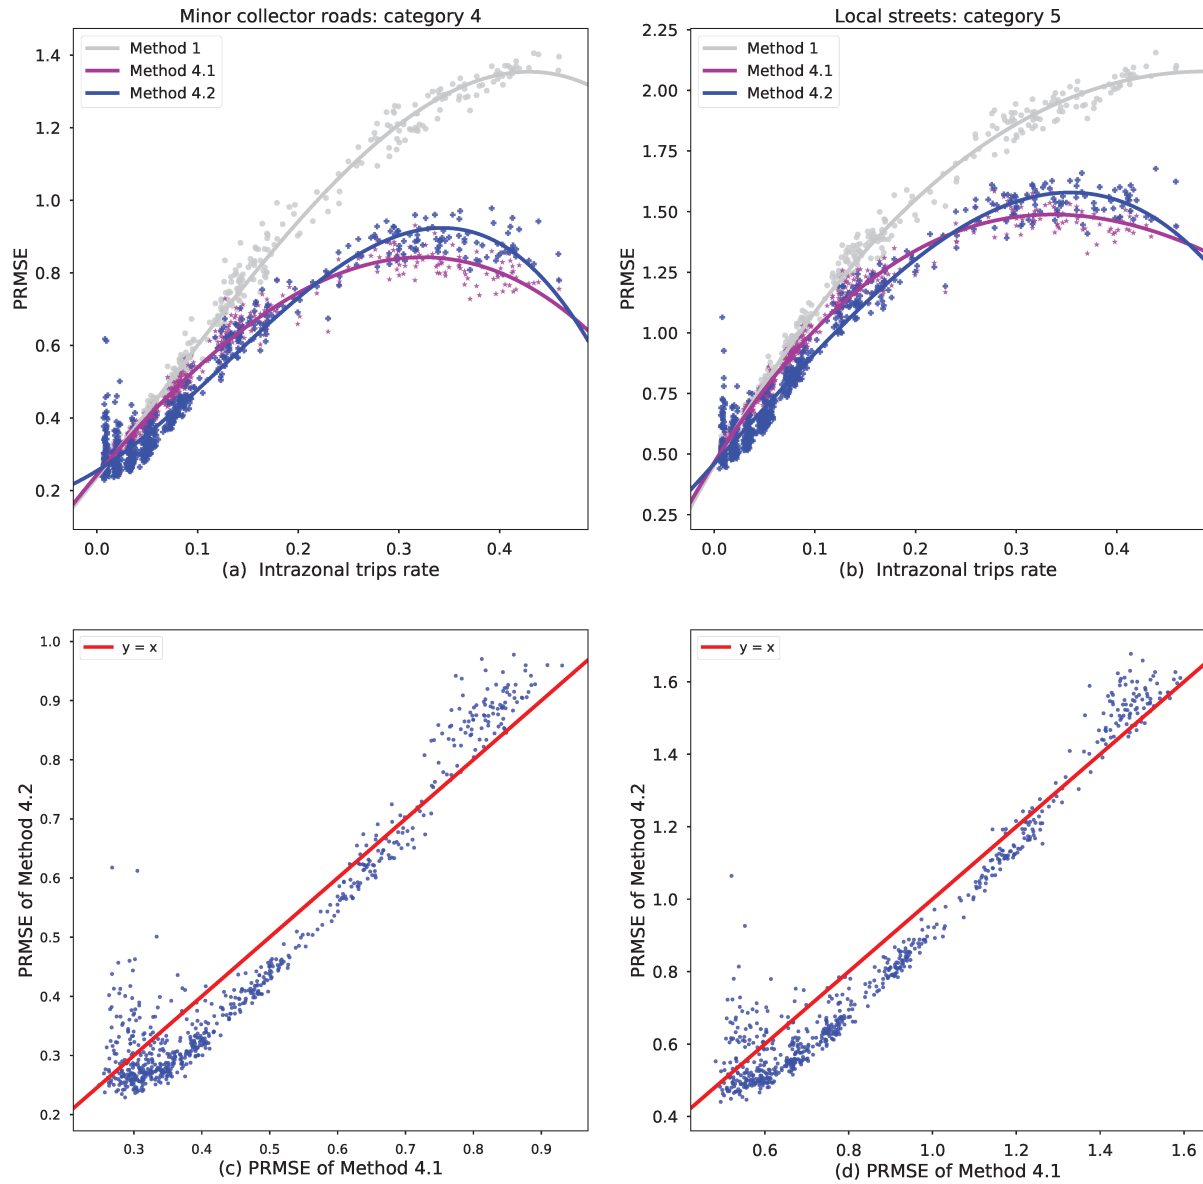 Minor collector roads: category 4
Method 1
Method 4.1
Method 4.2
PRMSE
1.4
1.2
1.0
0.8
0.6
0.4
0.2
0.0 0.1 0.2 0.3 0.4
(a) Intrazonal trips rate
Local streets: category 5
Method 1
Method 4.1
Method 4.2
PRMSE
2.25
2.00
1.75
1.50
1.25
1.00
0.75
0.50
0.25
0.0 0.1 0.2 0.3 0.4
(b) Intrazonal trips rate
y = x
PRMSE of Method 4.2
1.0
0.9
0.8
0.7
0.6
0.5
0.4
0.3
0.2
0.3 0.4 0.5 0.6 0.7 0.8 0.9
(c) PRMSE of Method 4.1
y = x
PRMSE of Method 4.2
1.6
1.4
1.2
1.0
0.8
0.6
0.4
0.6 0.8 1.0 1.2 1.4 1.6
(d) PRMSE of Method 4.1